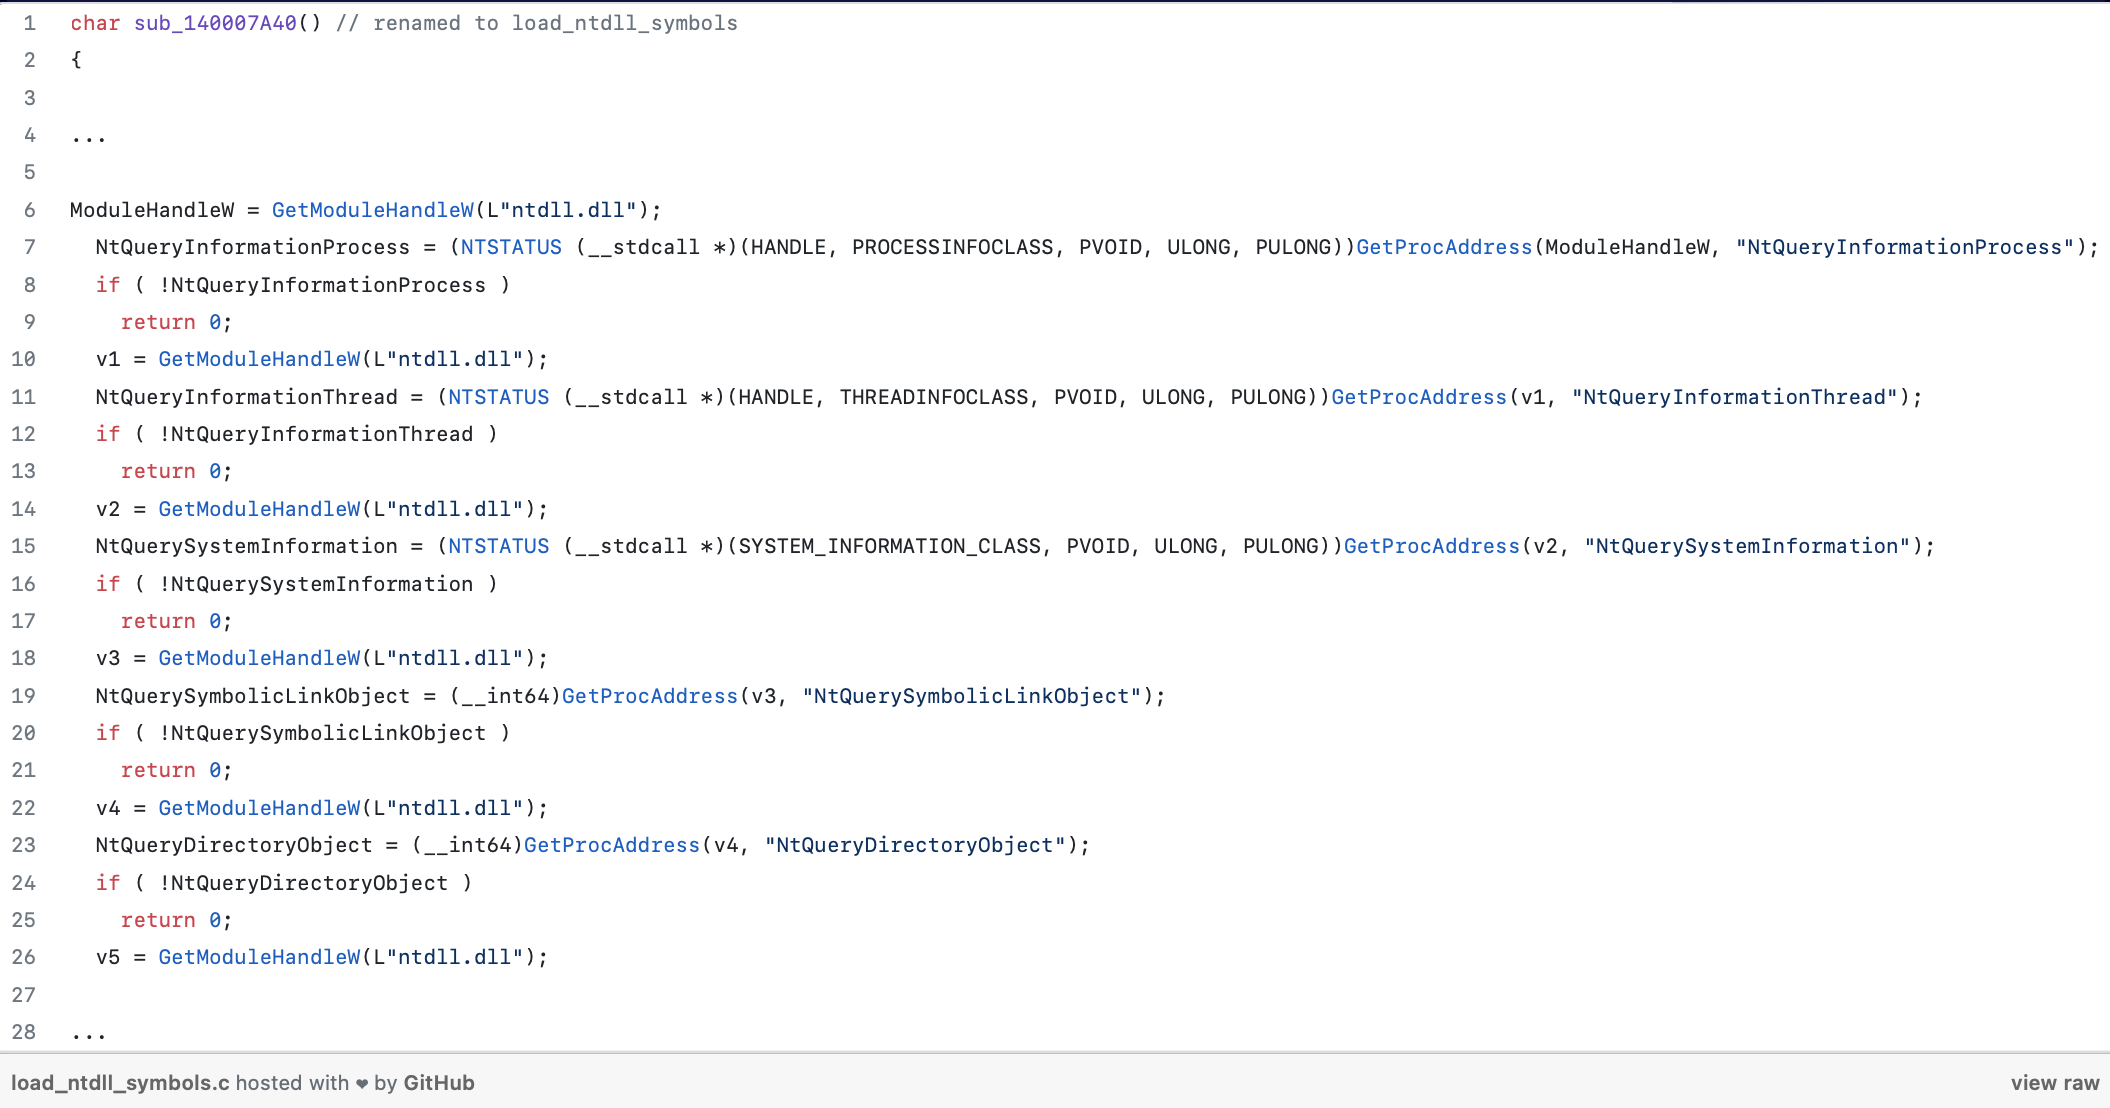 1 char sub_140007A40() // renamed to load_ntdll_symbols
2 {
3
4 ...
5
6 ModuleHandleW = GetModuleHandleW(L"ntdll.dll");
7   NtQueryInformationProcess = (NTSTATUS (__stdcall *)(HANDLE, PROCESSINFOCLASS, PVOID, ULONG, PULONG))GetProcAddress(ModuleHandleW, "NtQueryInformationProcess");
8   if ( !NtQueryInformationProcess )
9     return 0;
10   v1 = GetModuleHandleW(L"ntdll.dll");
11   NtQueryInformationThread = (NTSTATUS (__stdcall *)(HANDLE, THREADINFOCLASS, PVOID, ULONG, PULONG))GetProcAddress(v1, "NtQueryInformationThread");
12   if ( !NtQueryInformationThread )
13     return 0;
14   v2 = GetModuleHandleW(L"ntdll.dll");
15   NtQuerySystemInformation = (NTSTATUS (__stdcall *)(SYSTEM_INFORMATION_CLASS, PVOID, ULONG, PULONG))GetProcAddress(v2, "NtQuerySystemInformation");
16   if ( !NtQuerySystemInformation )
17     return 0;
18   v3 = GetModuleHandleW(L"ntdll.dll");
19   NtQuerySymbolicLinkObject = (__int64)GetProcAddress(v3, "NtQuerySymbolicLinkObject");
20   if ( !NtQuerySymbolicLinkObject )
21     return 0;
22   v4 = GetModuleHandleW(L"ntdll.dll");
23   NtQueryDirectoryObject = (__int64)GetProcAddress(v4, "NtQueryDirectoryObject");
24   if ( !NtQueryDirectoryObject )
25     return 0;
26   v5 = GetModuleHandleW(L"ntdll.dll");
27
28 ...
load_ntdll_symbols.c hosted with ❤ by GitHub view raw